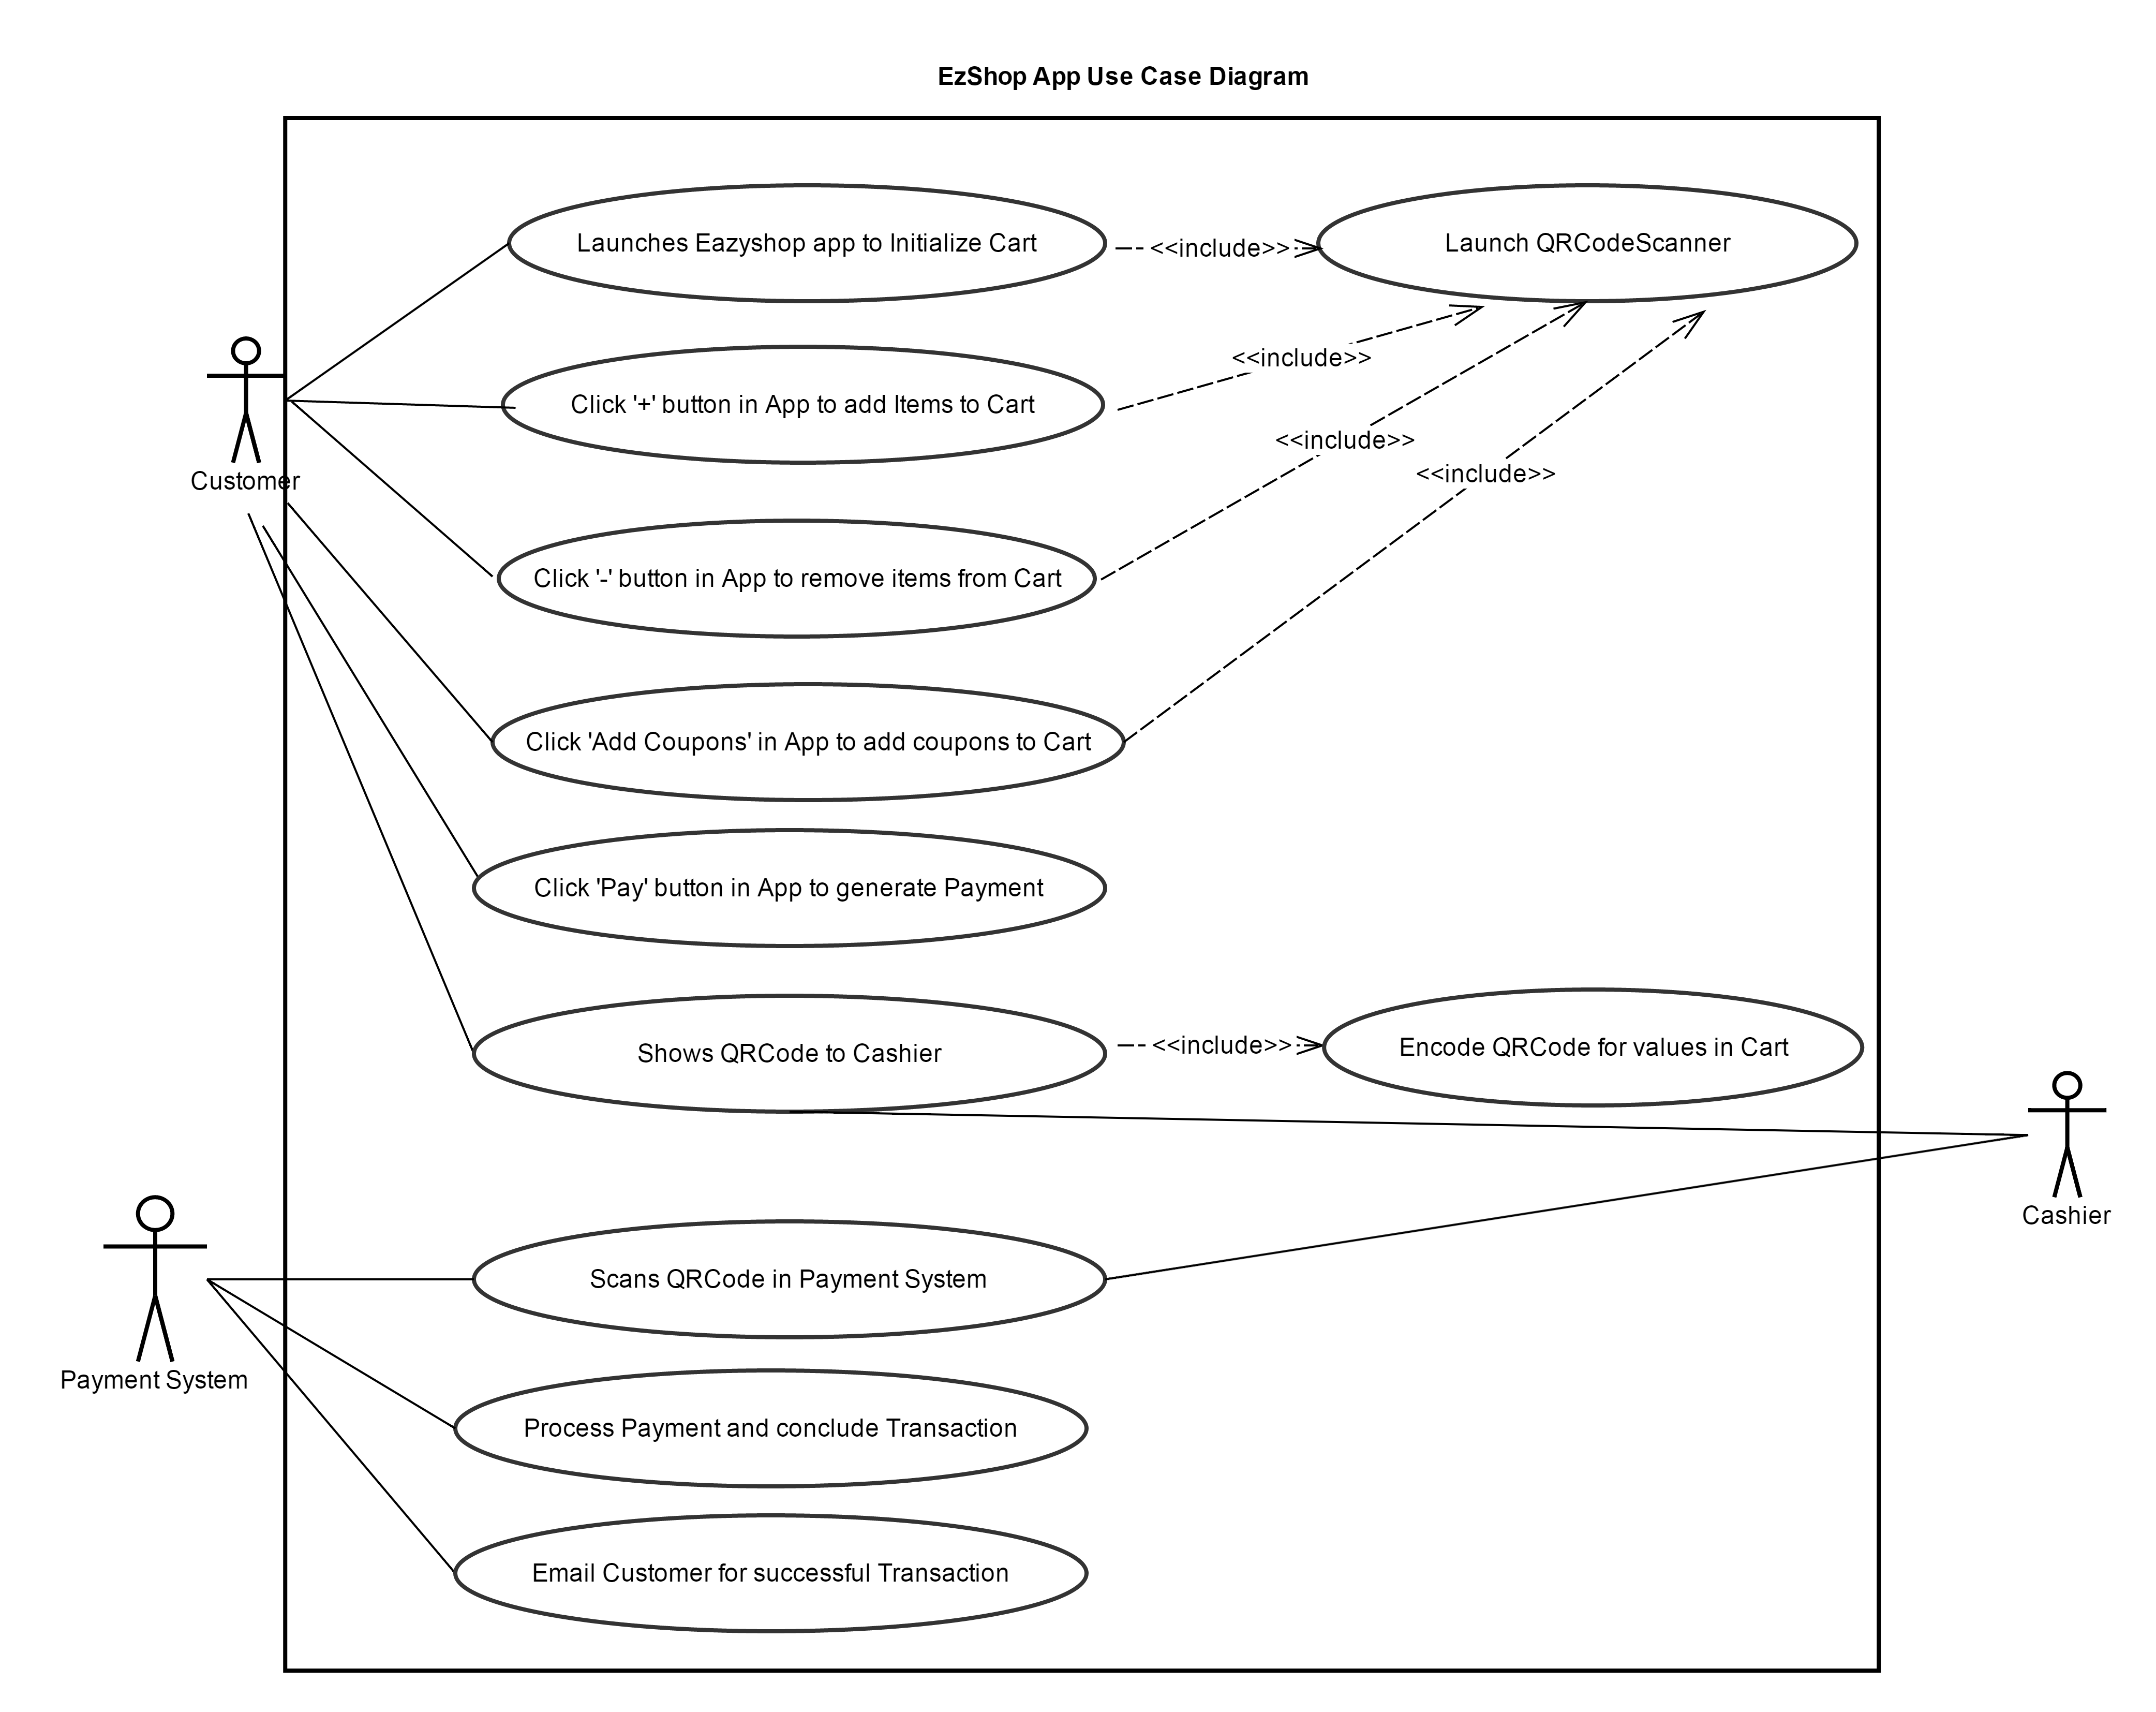 EzShop App Use Case Diagram
Launches Eazyshop app to Initialize Cart
<<include>>
Launch QRCodeScanner
Click '+' button in App to add Items to Cart
<<include>>
<<include>>
<<include>>
Customer
Click '-' button in App to remove items from Cart
Click 'Add Coupons' in App to add coupons to Cart
Click 'Pay' button in App to generate Payment
Shows QRCode to Cashier
<<include>>
Encode QRCode for values in Cart
Cashier
Scans QRCode in Payment System
Payment System
Process Payment and conclude Transaction
Email Customer for successful Transaction